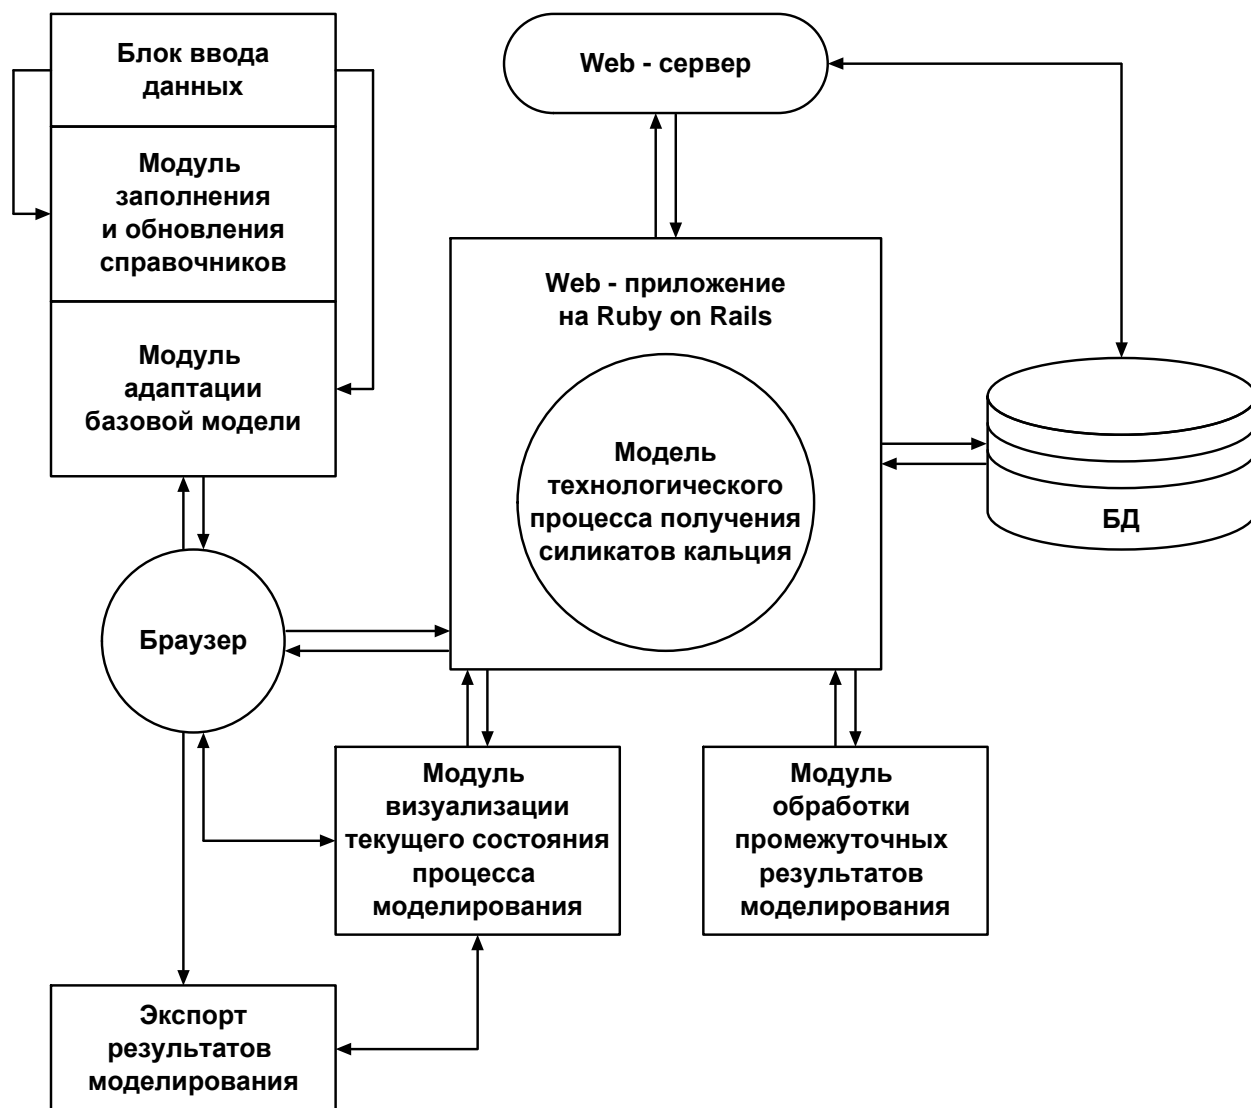 Блок ввода
данных
Модуль
заполнения
и обновления
справочников
Модуль
адаптации
базовой модели
Web - сервер
Web - приложение
на Ruby on Rails
Модель
технологического
процесса получения
силикатов кальция
БД
Браузер
Модуль
визуализации
текущего состояния
процесса
моделирования
Модуль
обработки
промежуточных
результатов
моделирования
Экспорт
результатов
моделирования